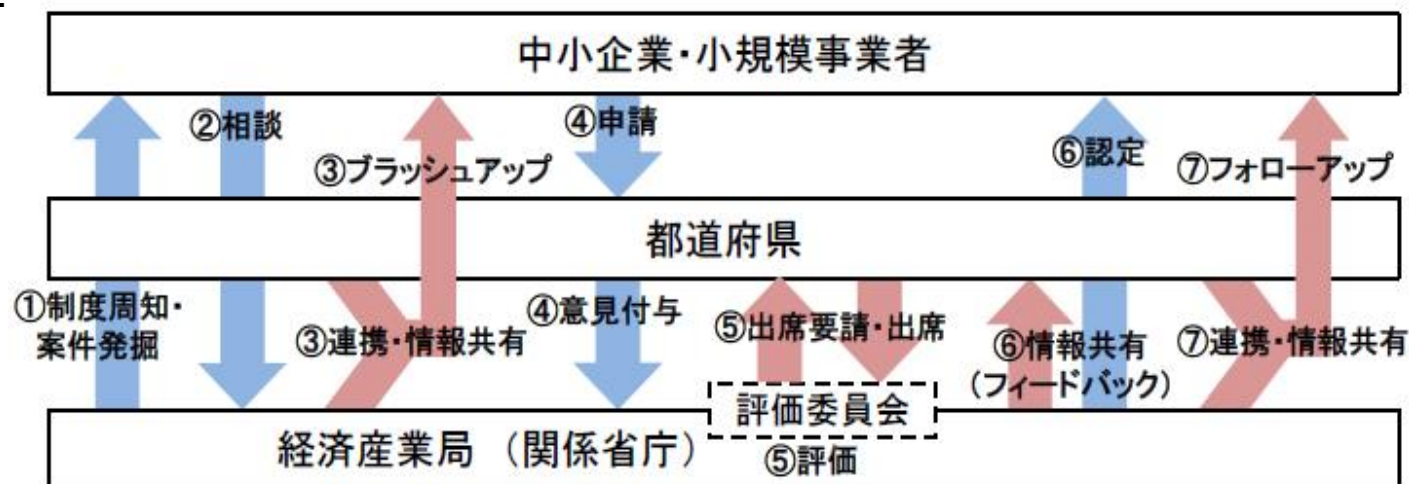 中小企業・小規模事業者
②相談
④申請
③ブラッシュアップ
⑥認定
⑦フォローアップ
都道府県
①制度周知・
案件発掘
③連携・情報共有
④意見付与
⑤出席要請・出席
⑥情報共有
(フィードバック)
⑦連携・情報共有
評価委員会
経済産業局 (関係省庁)
⑤評価